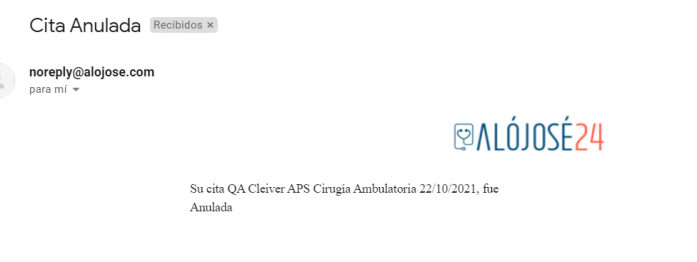 Cita Anulada Recibidos ×
noreply@alojose.com
para mí
ALÓJOSÉ24
Su cita QA Cleiver APS Cirugia Ambulatoria 22/10/2021, fue
Anulada